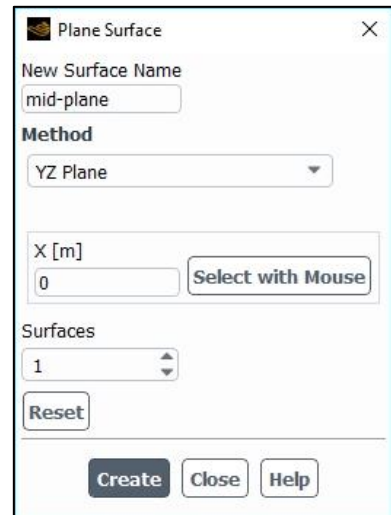 Plane Surface
New Surface Name
mid-plane
Method
YZ Plane
X [m]
0
Select with Mouse
Surfaces
1
Reset
Create Close Help